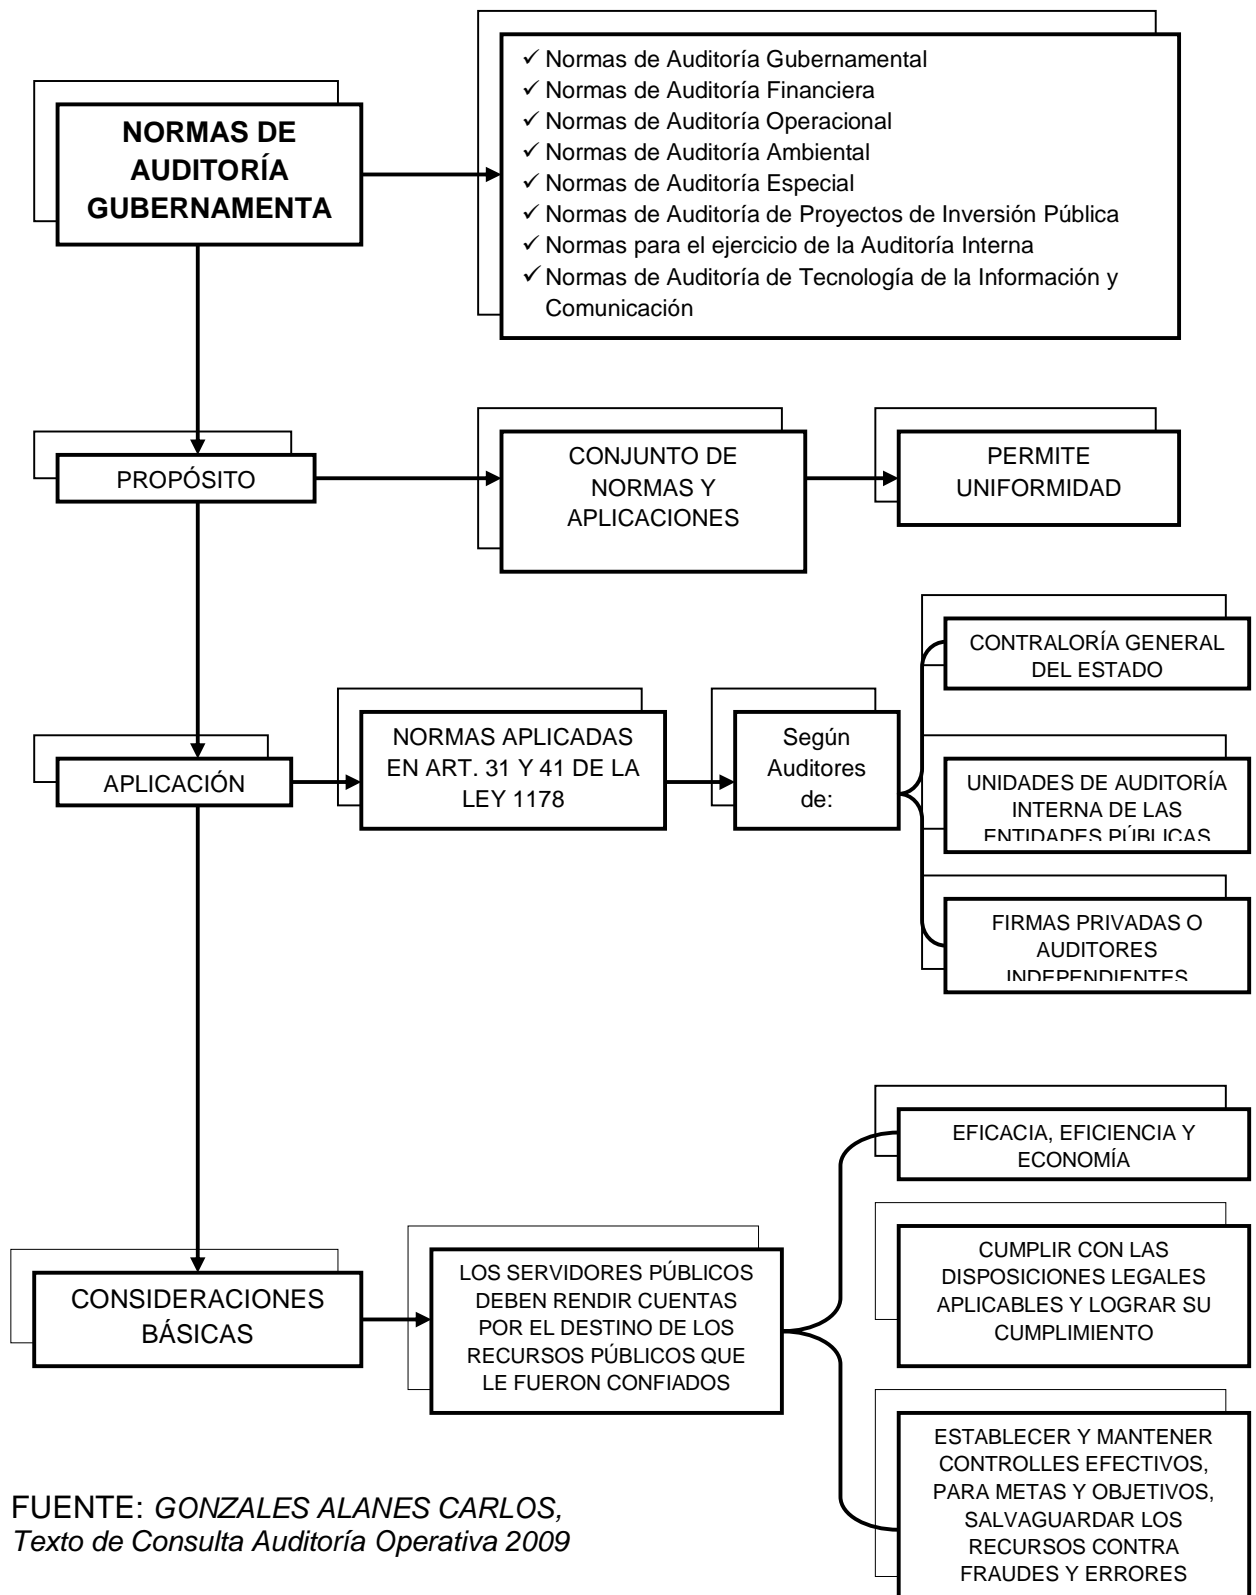 NORMAS DE
AUDITORÍA
GUBERNAMENTA
✓ Normas de Auditoría Gubernamental
✓ Normas de Auditoría Financiera
✓ Normas de Auditoría Operacional
✓ Normas de Auditoría Ambiental
✓ Normas de Auditoría Especial
✓ Normas de Auditoría de Proyectos de Inversión Pública
✓ Normas para el ejercicio de la Auditoría Interna
✓ Normas de Auditoría de Tecnología de la Información y
Comunicación
PROPÓSITO
CONJUNTO DE
NORMAS Y
APLICACIONES
PERMITE
UNIFORMIDAD
APLICACIÓN
NORMAS APLICADAS
EN ART. 31 Y 41 DE LA
LEY 1178
Según
Auditores
de:
CONTRALORÍA GENERAL
DEL ESTADO
UNIDADES DE AUDITORÍA
INTERNA DE LAS
ENTIDADES PÚBLICAS
FIRMAS PRIVADAS O
AUDITORES
INDEPENDIENTES
CONSIDERACIONES
BÁSICAS
LOS SERVIDORES PÚBLICOS
DEBEN RENDIR CUENTAS
POR EL DESTINO DE LOS
RECURSOS PÚBLICOS QUE
LE FUERON CONFIADOS
EFICACIA, EFICIENCIA Y
ECONOMÍA
CUMPLIR CON LAS
DISPOSICIONES LEGALES
APLICABLES Y LOGRAR SU
CUMPLIMIENTO
ESTABLECER Y MANTENER
CONTROLLES EFECTIVOS,
PARA METAS Y OBJETIVOS,
SALVAGUARDAR LOS
RECURSOS CONTRA
FRAUDES Y ERRORES
FUENTE: GONZALES ALANES CARLOS,
Texto de Consulta Auditoría Operativa 2009